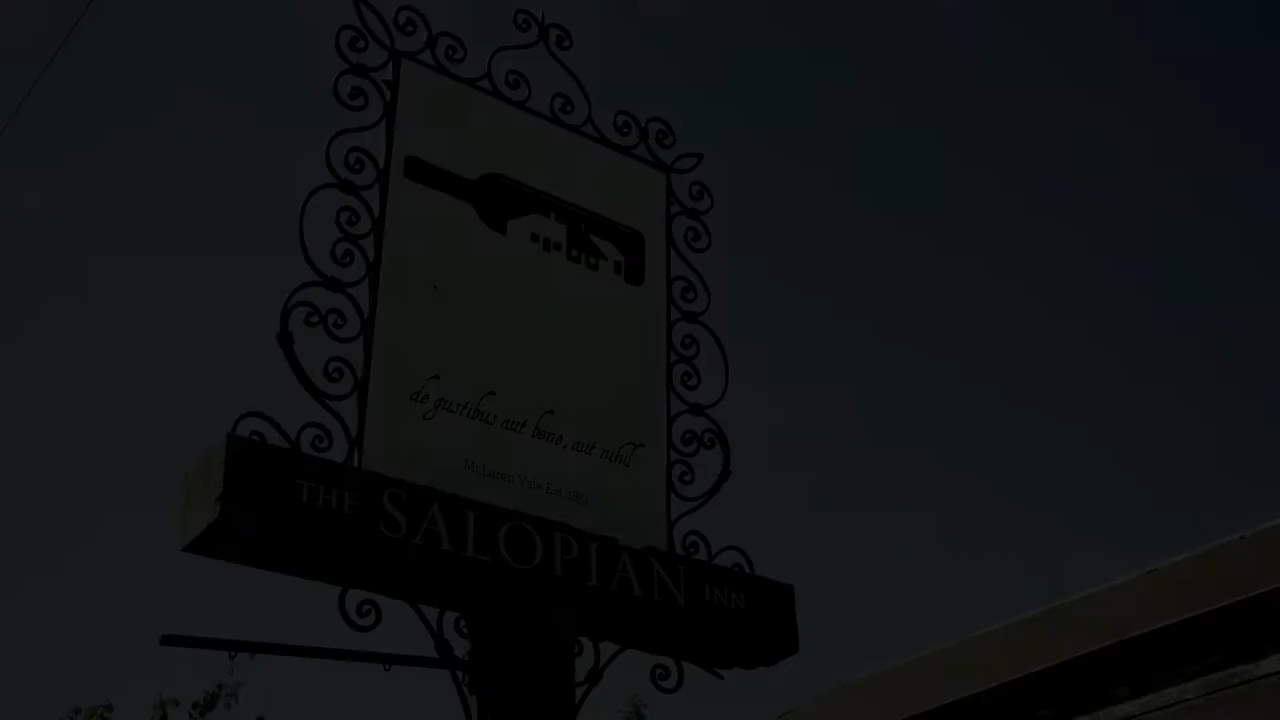 de gustibus aut bene, aut nihil
McLaren Vale Est. 1851
THE SALOPIAN INN